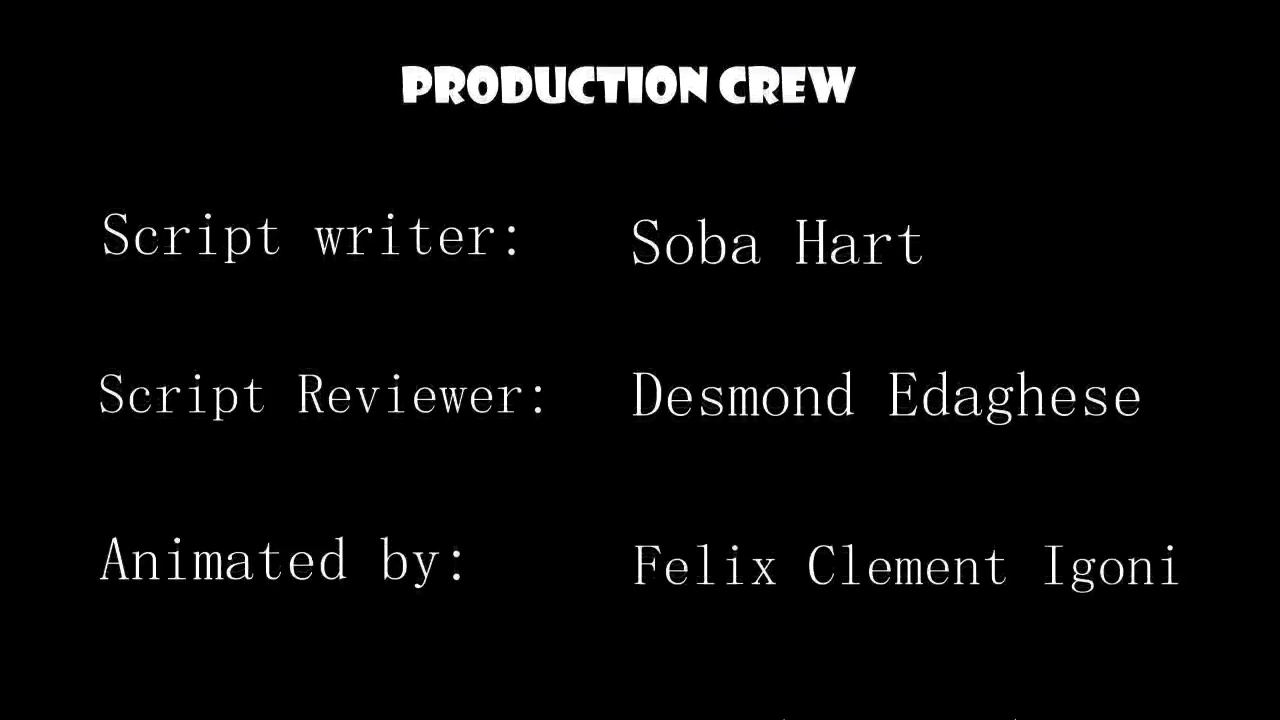 PRODUCTION CREW
Script writer: Soba Hart
Script Reviewer: Desmond Edaghese
Animated by: Felix Clement Igoni